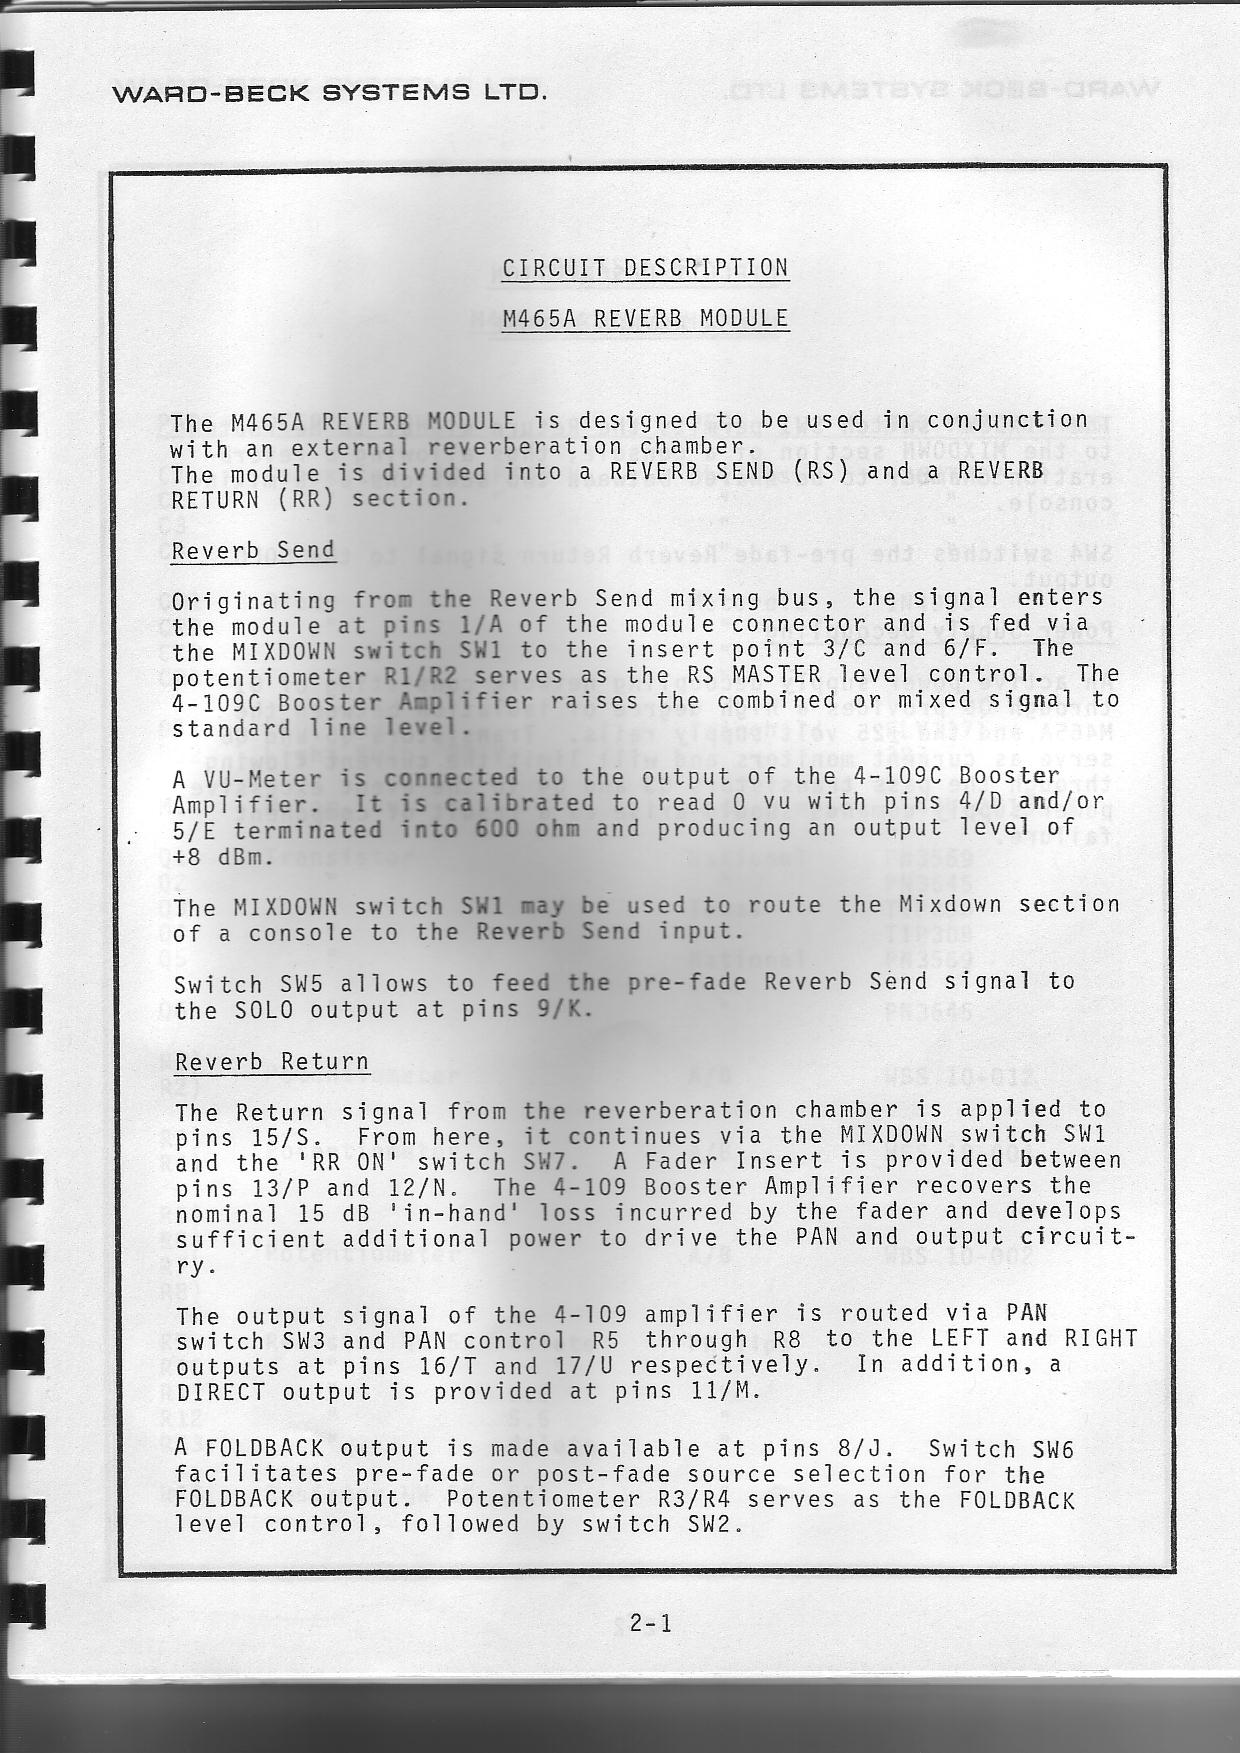 WARD-BECK SYSTEMS LTD.
CIRCUIT DESCRIPTION
M465A REVERB MODULE
The M465A REVERB MODULE is designed to be used in conjunction
with an external reverberation chamber.
The module is divided into a REVERB SEND (RS) and a REVERB
RETURN (RR) section.
Reverb Send
Originating from the Reverb Send mixing bus, the signal enters
the module at pins 1/A of the module connector and is fed via
the MIXDOWN switch SW1 to the insert point 3/C and 6/F. The
potentiometer R1/R2 serves as the RS MASTER level control. The
4-109C Booster Amplifier raises the combined or mixed signal to
standard line level.
A VU-Meter is connected to the output of the 4-109C Booster
Amplifier. It is calibrated to read 0 vu with pins 4/D and/or
5/E terminated into 600 ohm and producing an output level of
+8 dBm.
The MIXDOWN switch SW1 may be used to route the Mixdown section
of a console to the Reverb Send input.
Switch SW5 allows to feed the pre-fade Reverb Send signal to
the SOLO output at pins 9/K.
Reverb Return
The Return signal from the reverberation chamber is applied to
pins 15/S. From here, it continues via the MIXDOWN switch SW1
and the 'RR ON' switch SW7. A Fader Insert is provided between
pins 13/P and 12/N. The 4-109 Booster Amplifier recovers the
nominal 15 dB 'in-hand' loss incurred by the fader and develops
sufficient additional power to drive the PAN and output circuit-
ry.
The output signal of the 4-109 amplifier is routed via PAN
switch SW3 and PAN control R5 through R8 to the LEFT and RIGHT
outputs at pins 16/T and 17/U respectively. In addition, a
DIRECT output is provided at pins 11/M.
A FOLDBACK output is made available at pins 8/J. Switch SW6
facilitates pre-fade or post-fade source selection for the
FOLDBACK output. Potentiometer R3/R4 serves as the FOLDBACK
level control, followed by switch SW2.
2-1